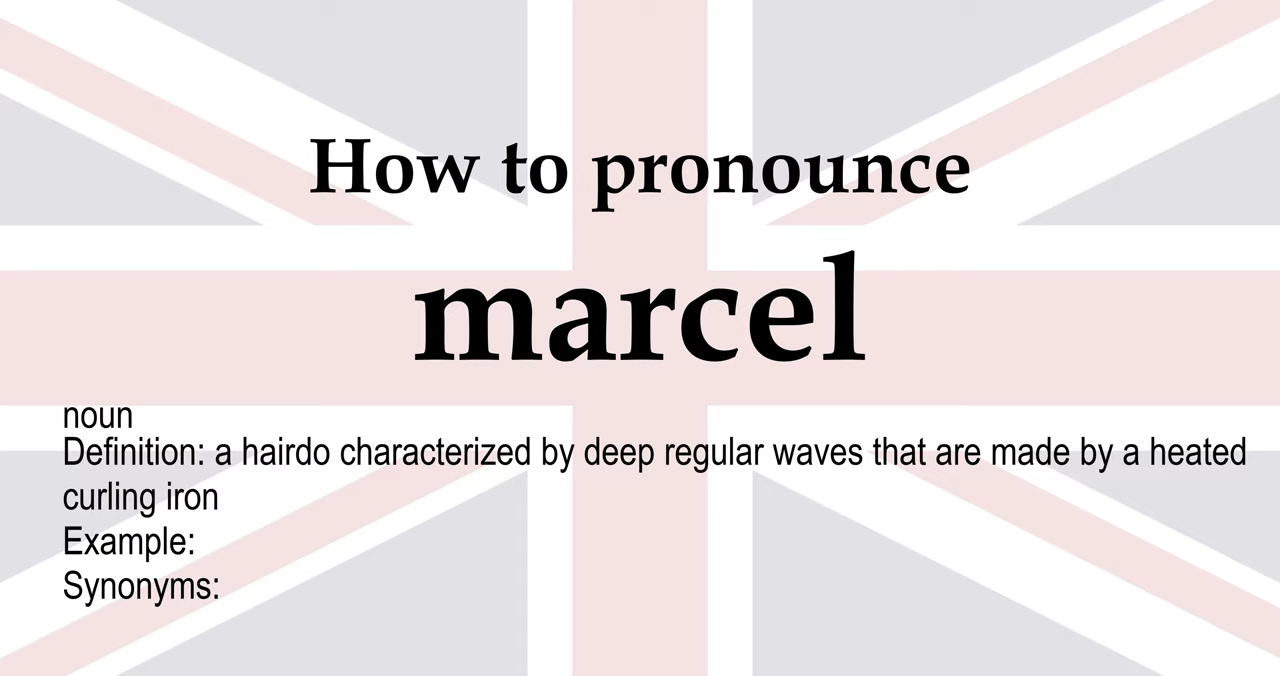 How to pronounce
marcel
noun
Definition: a hairdo characterized by deep regular waves that are made by a heated
curling iron
Example:
Synonyms: